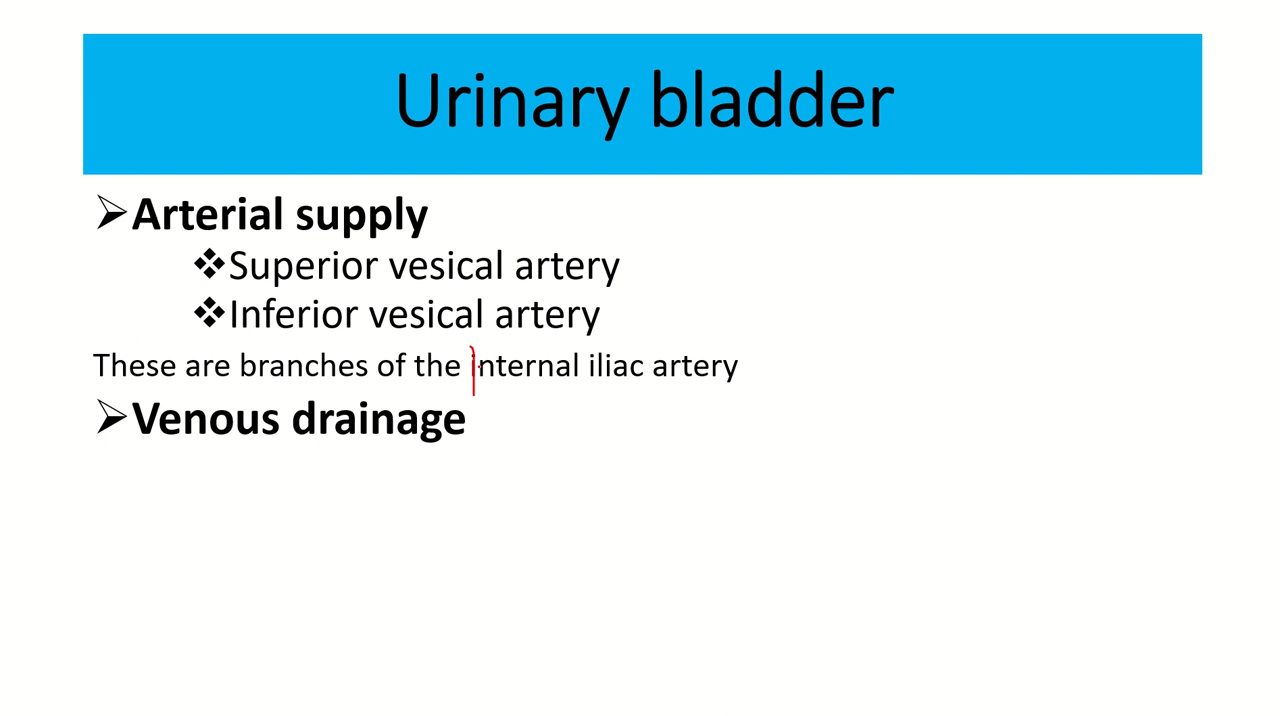 Urinary bladder
➢Arterial supply
❖Superior vesical artery
❖Inferior vesical artery
These are branches of the internal iliac artery
➢Venous drainage